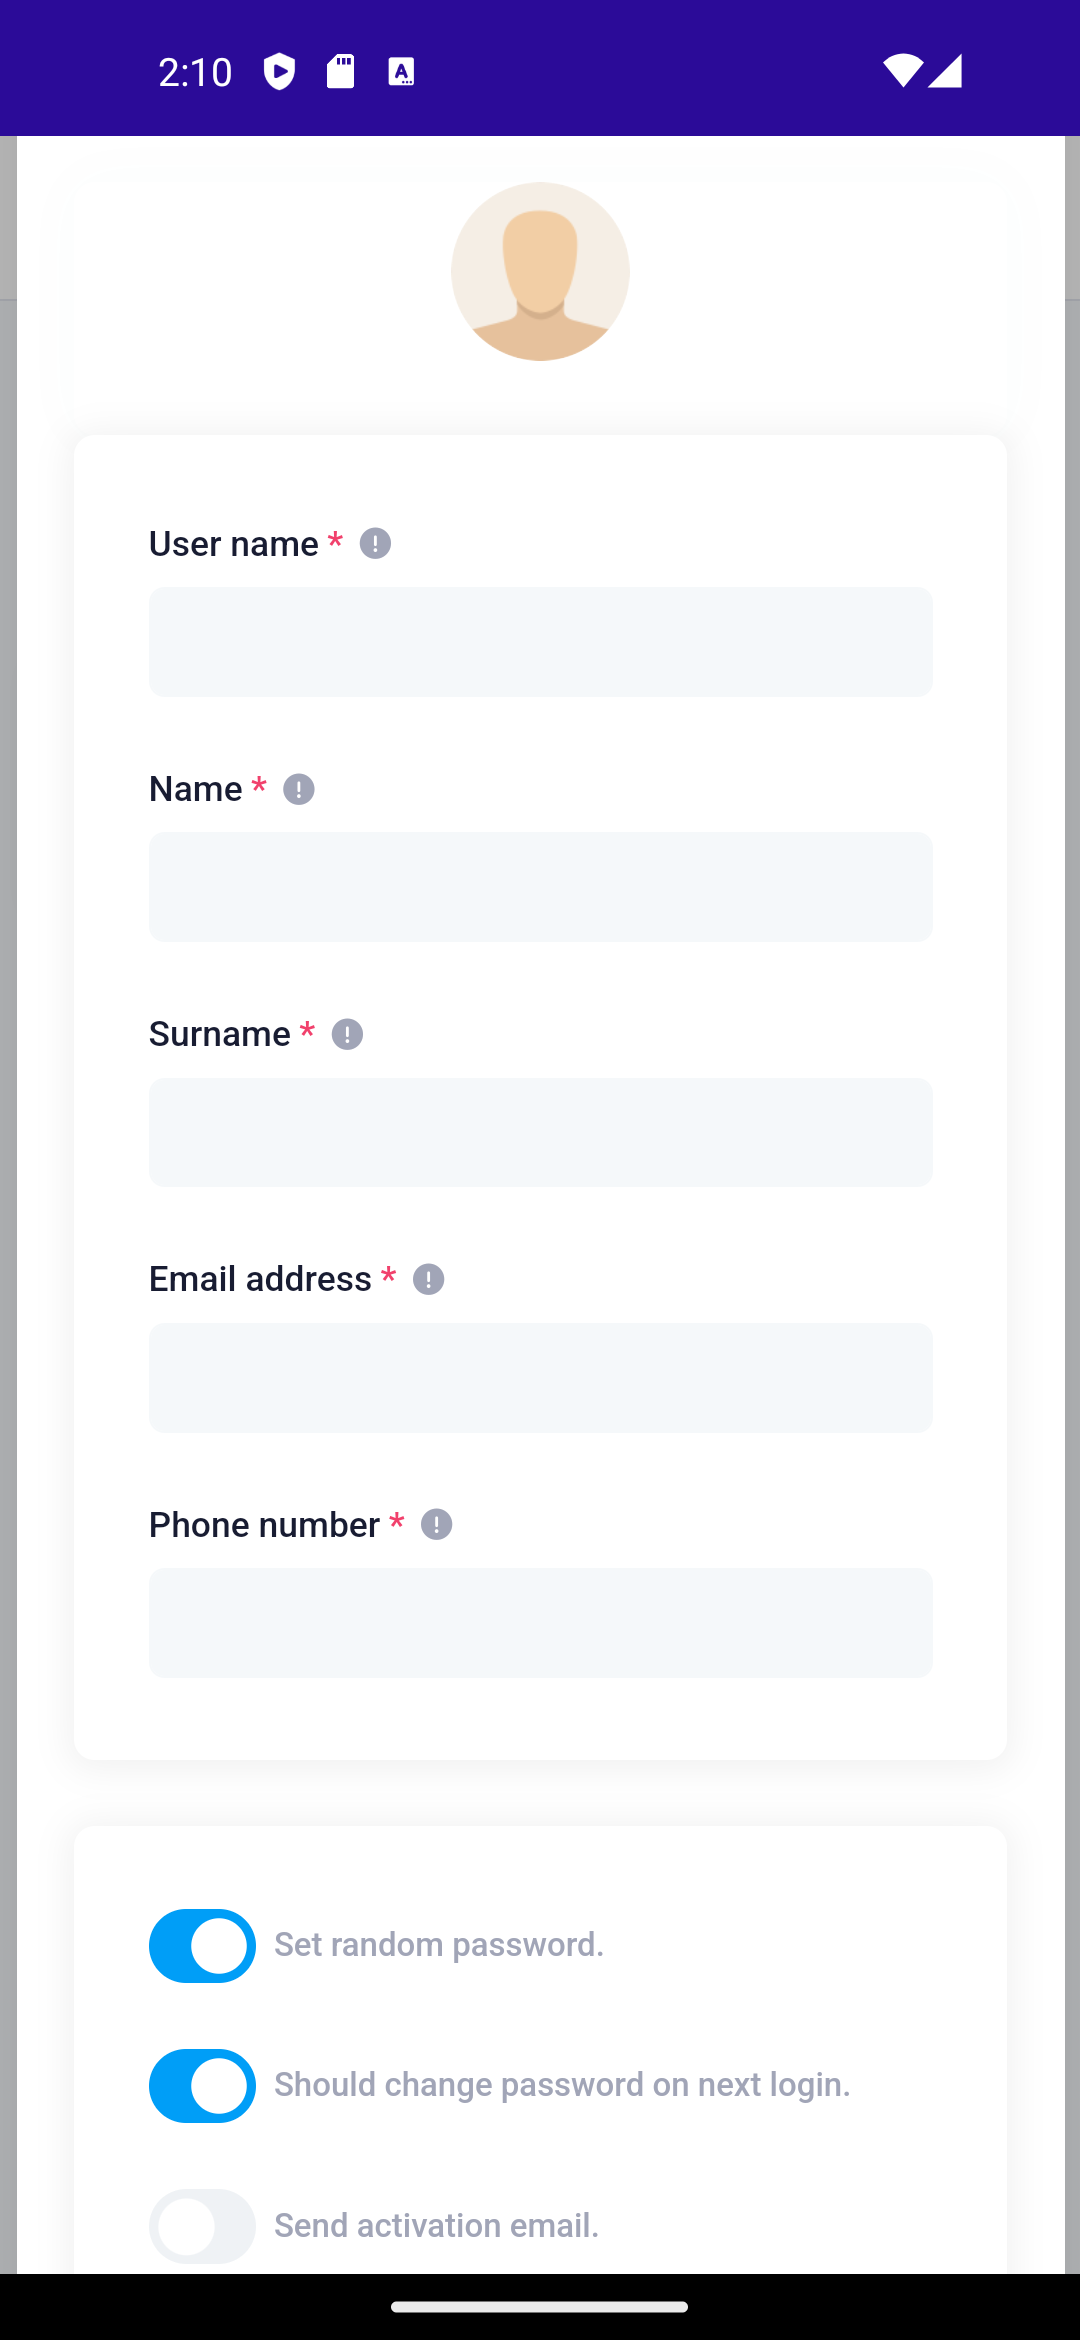 2:10
User name *
Name *
Surname *
Email address *
Phone number *
Set random password.
Should change password on next login.
Send activation email.